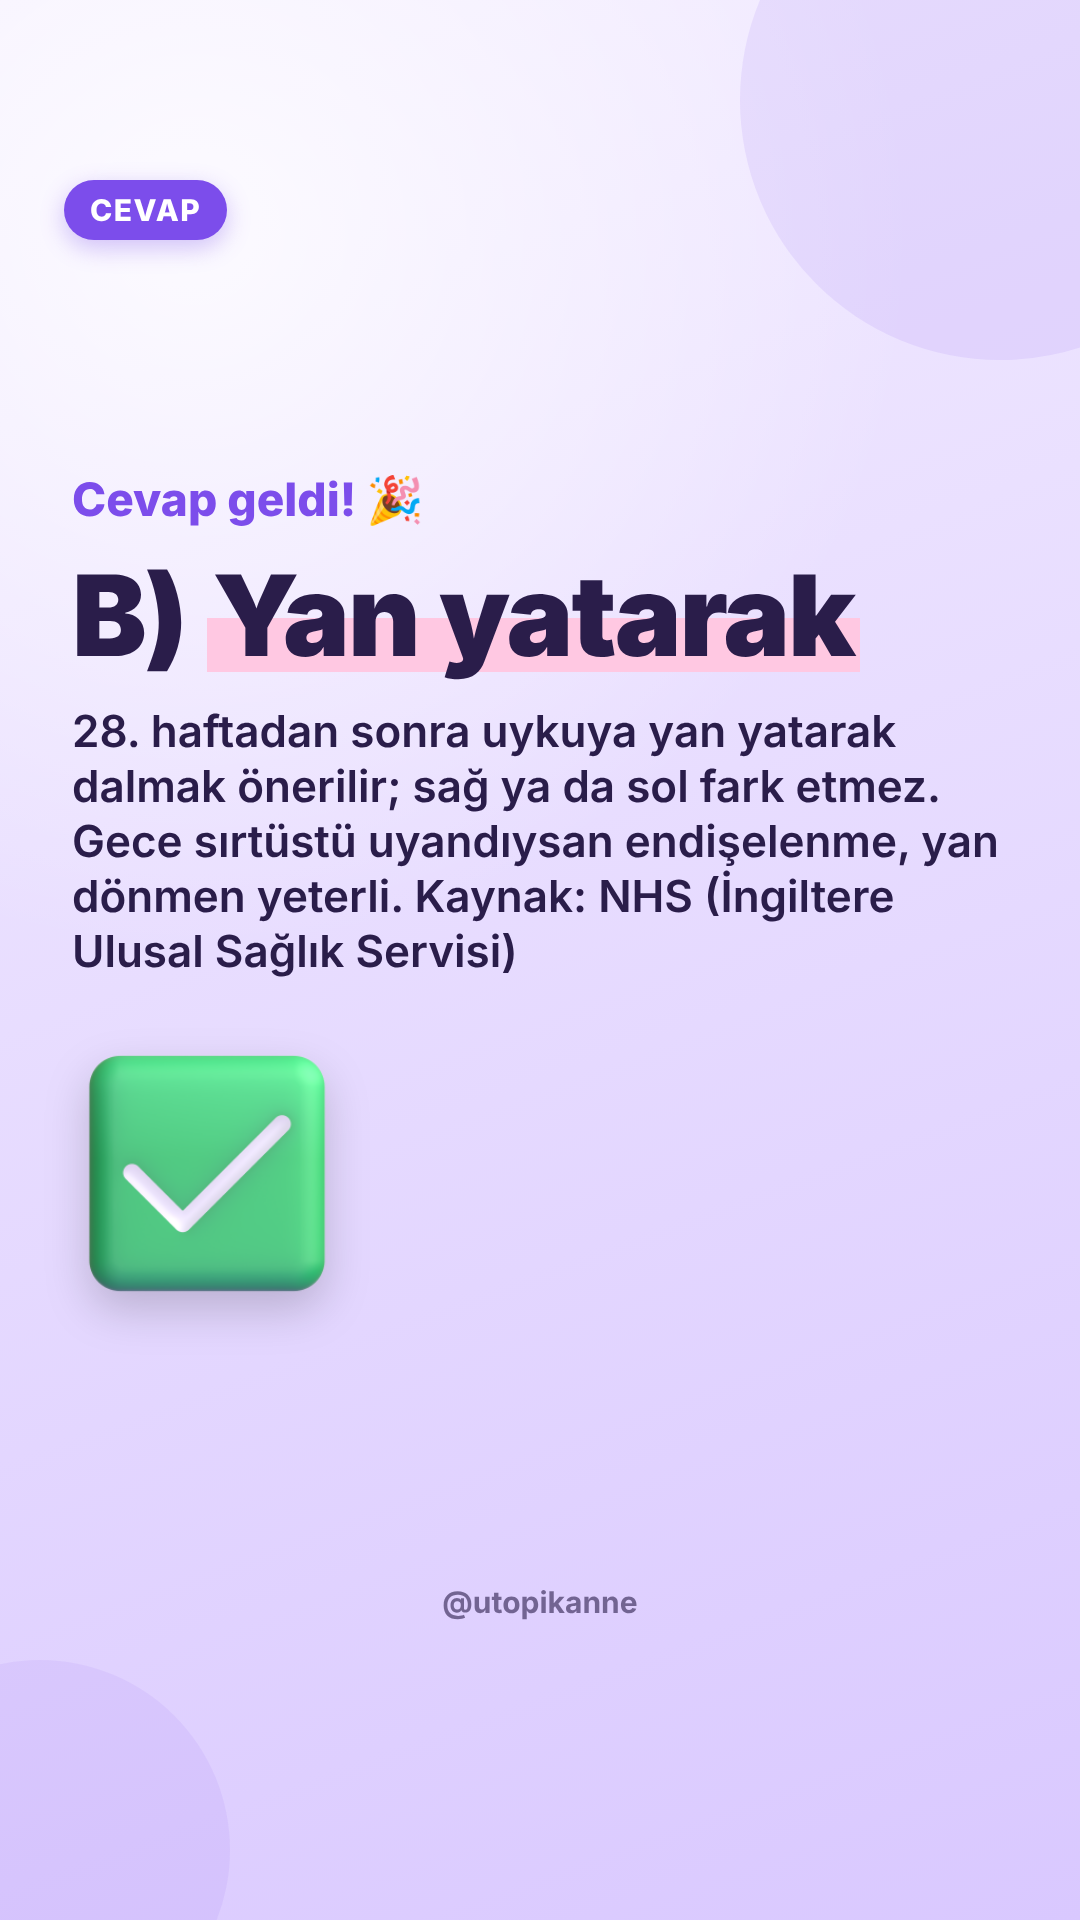 CEVAP
Cevap geldi! 🎉
B) Yan yatarak
28. haftadan sonra uykuya yan yatarak
dalmak önerilir; sağ ya da sol fark etmez.
Gece sırtüstü uyandıysan endişelenme, yan
dönmen yeterli. Kaynak: NHS (İngiltere
Ulusal Sağlık Servisi)
@utopikanne